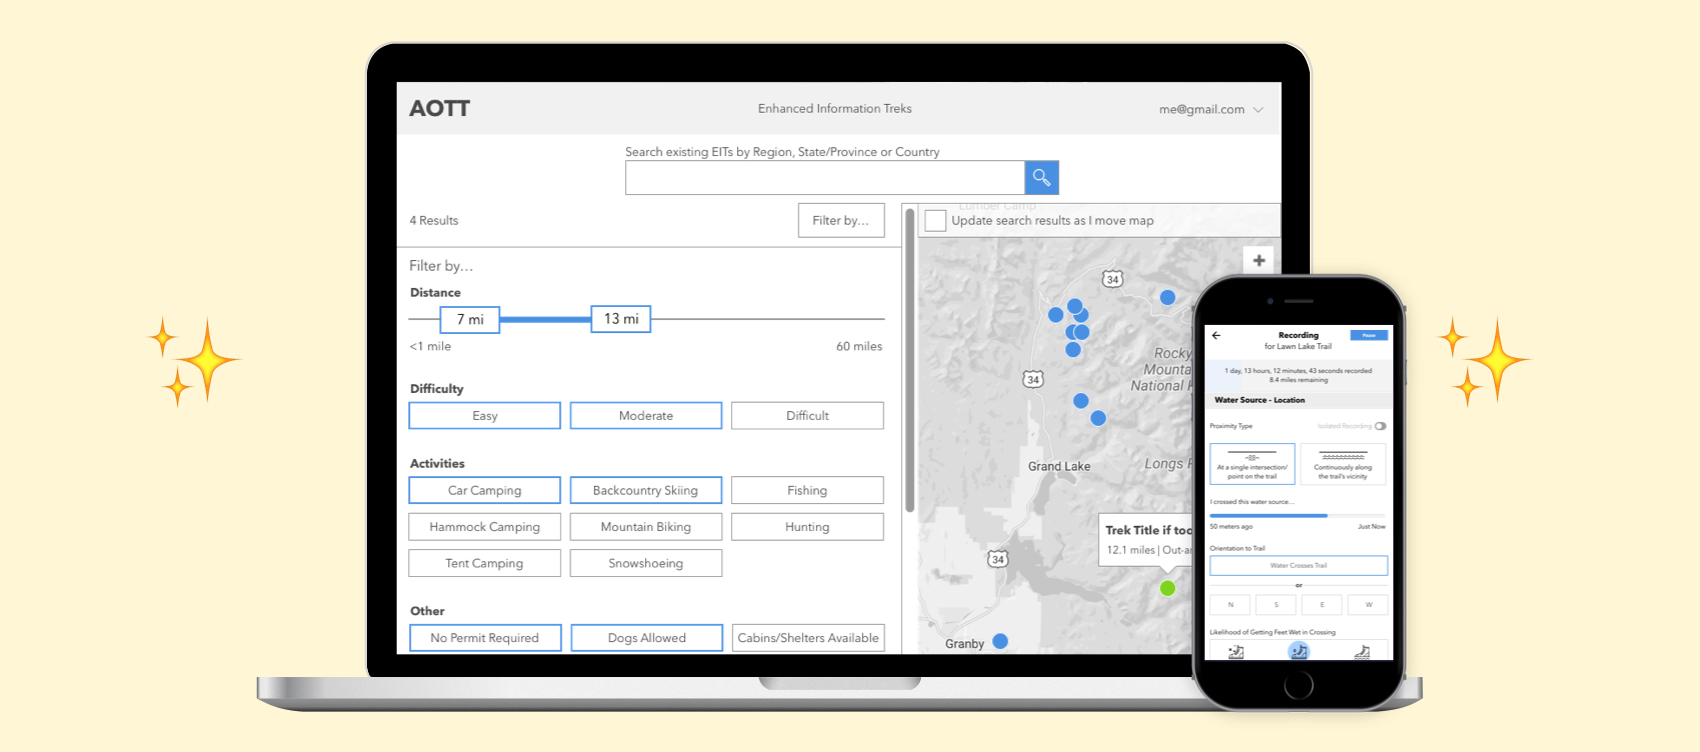 AOTT
Enhanced Information Treks
me@gmail.com
Search existing EITs by Region, State/Province or Country
4 Results
Filter by...
Filter by...
Distance
7 mi
13 mi
<1 mile
60 miles
Difficulty
Easy
Moderate
Difficult
Activities
Car Camping
Backcountry Skiing
Fishing
Hammock Camping
Mountain Biking
Hunting
Tent Camping
Snowshoeing
Other
No Permit Required
Dogs Allowed
Cabins/Shelters Available
Lumber Camp
Update search results as I move map
+
34
34
Rocky
Mounta
National
Grand Lake
Longs
34
Trek Title if too
12.1 miles | Out-a
Granby
Recording
Pause
for Lawn Lake Trail
1 day, 13 hours, 12 minutes, 43 seconds recorded
8.4 miles remaining
Water Source - Location
Proximity Type
Isolated Recording
At a single intersection/
point on the trail
Continuously along
the trail's vicinity
I crossed this water source...
50 meters ago
Just Now
Orientation to Trail
Water Crosses Trail
or
N
S
E
W
Likelihood of Getting Feet Wet in Crossing